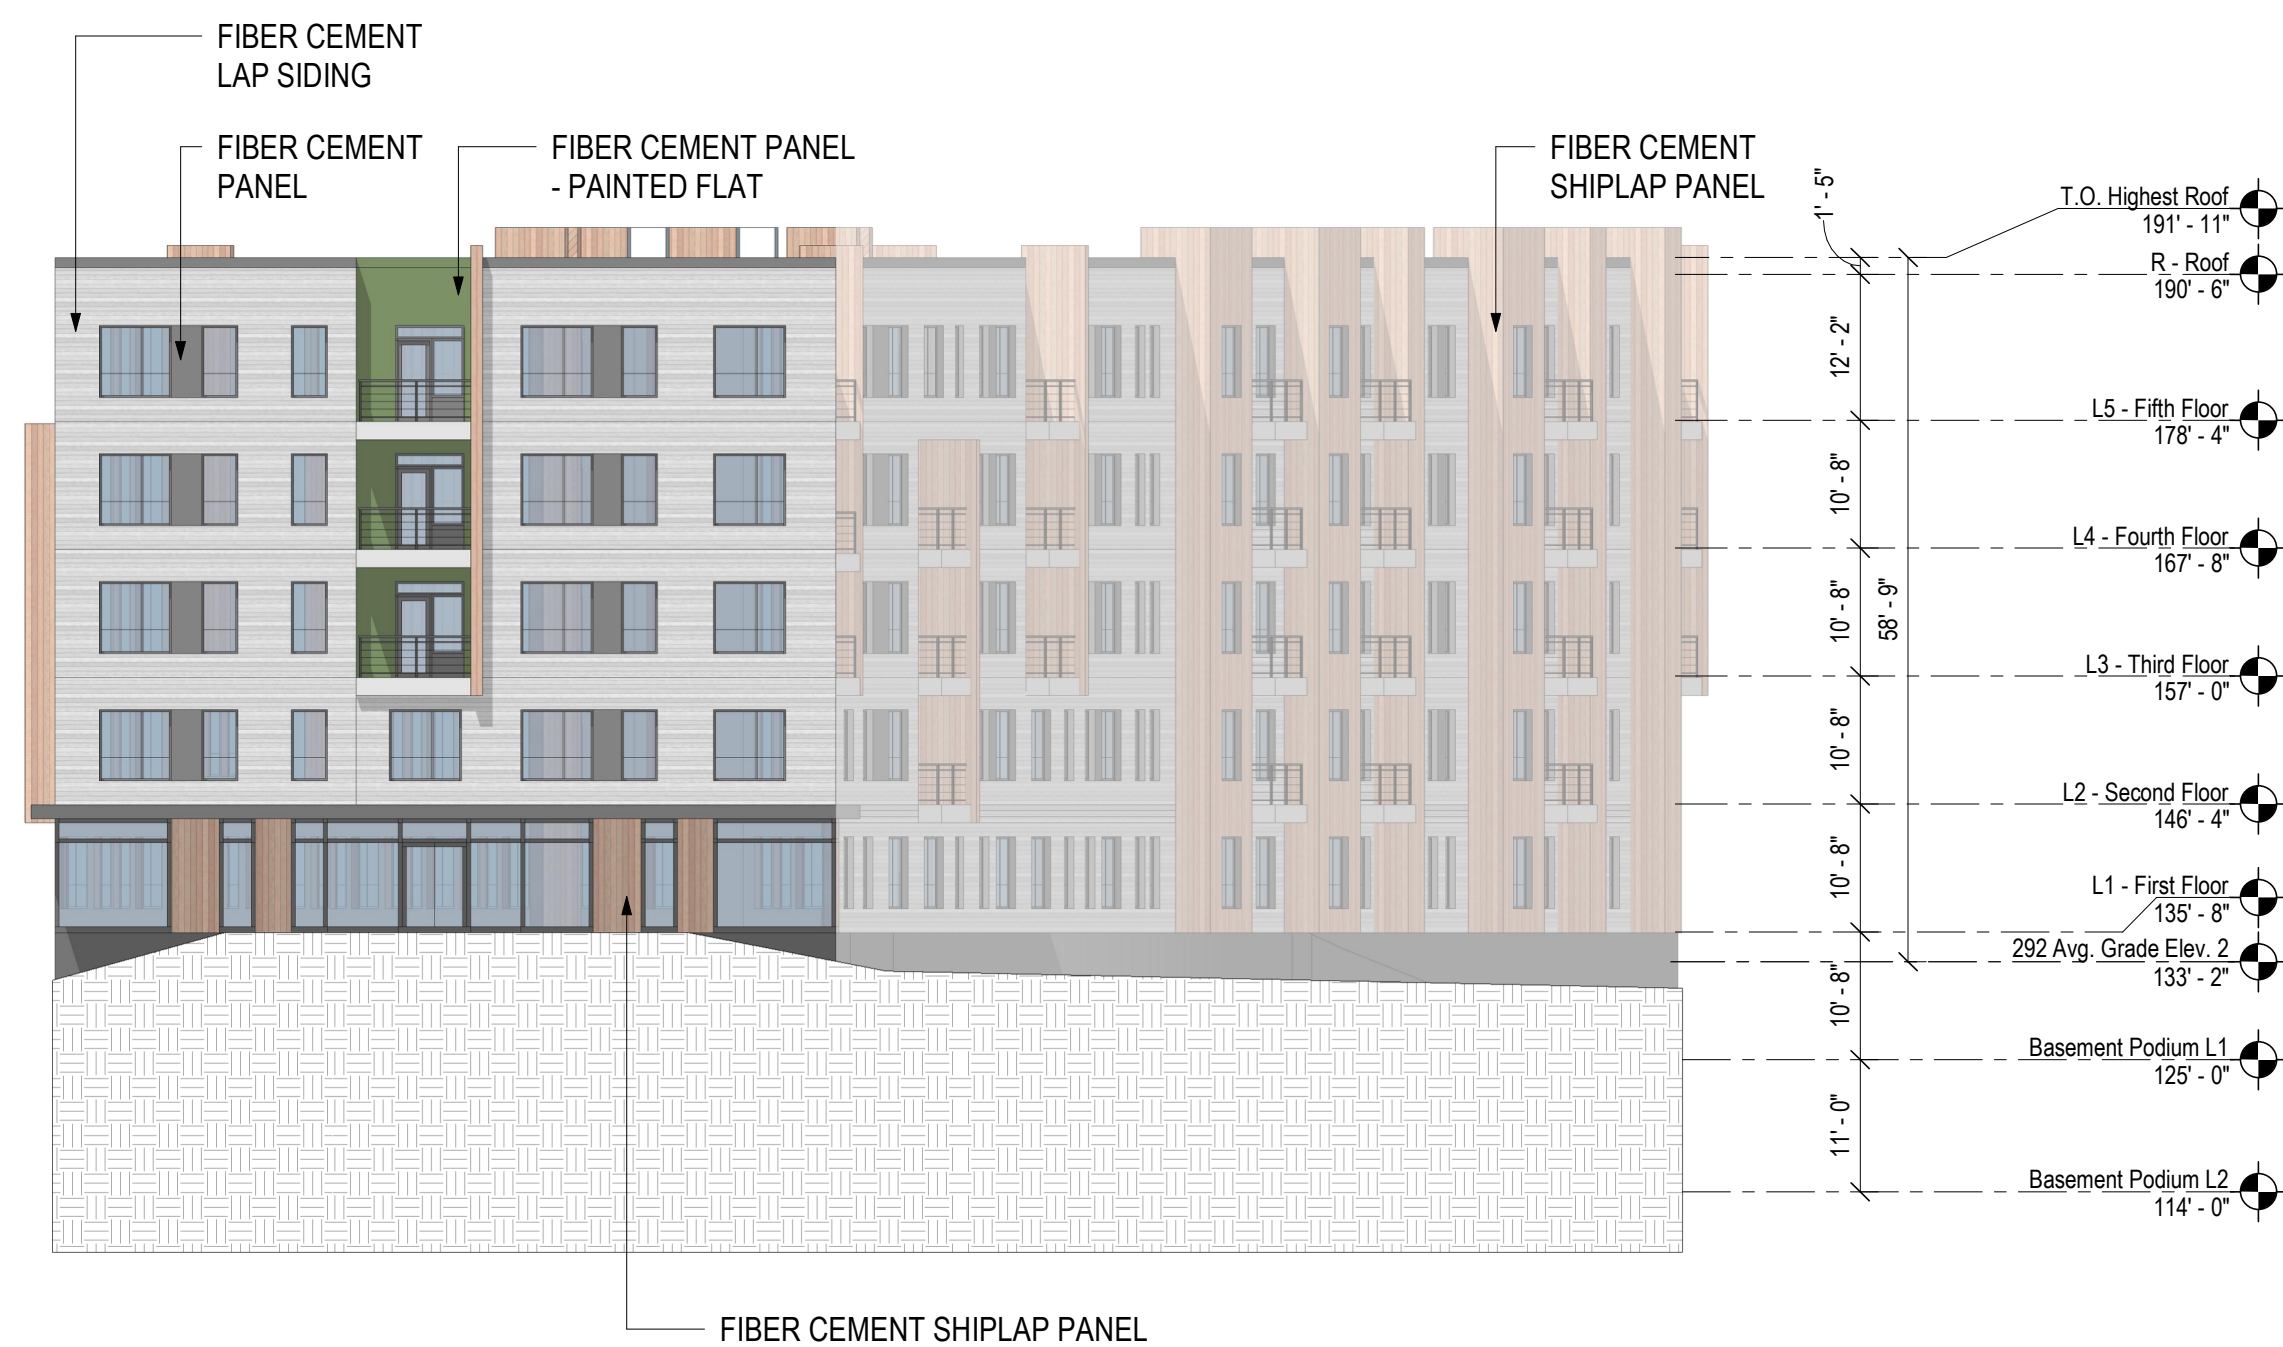 FIBER CEMENT
LAP SIDING
FIBER CEMENT
PANEL
FIBER CEMENT PANEL
- PAINTED FLAT
FIBER CEMENT
SHIPLAP PANEL
1' - 5"
12' - 2"
10' - 8"
10' - 8"
10' - 8"
10' - 8"
10' - 8"
11' - 0"
58' - 9"
T.O. Highest Roof
191' - 11"
R - Roof
190' - 6"
L5 - Fifth Floor
178' - 4"
L4 - Fourth Floor
167' - 8"
L3 - Third Floor
157' - 0"
L2 - Second Floor
146' - 4"
L1 - First Floor
135' - 8"
292 Avg. Grade Elev. 2
133' - 2"
Basement Podium L1
125' - 0"
Basement Podium L2
114' - 0"
FIBER CEMENT SHIPLAP PANEL